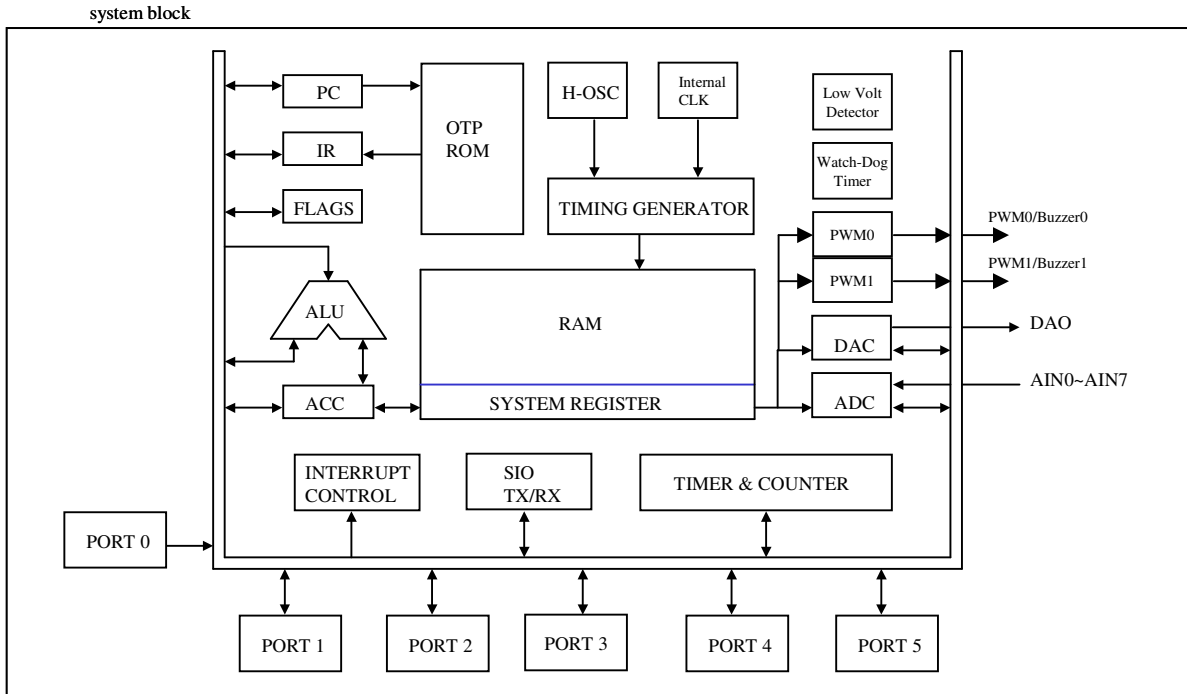 system block
PC
IR
FLAGS
OTP
ROM
H-OSC
Internal
CLK
Low Volt
Detector
Watch-Dog
Timer
TIMING GENERATOR
PWM0
PWM0/Buzzer0
PWM1
PWM1/Buzzer1
ALU
RAM
DAC
DAO
ACC
SYSTEM REGISTER
ADC
AIN0~AIN7
INTERRUPT
CONTROL
SIO
TX/RX
TIMER & COUNTER
PORT 0
PORT 1
PORT 2
PORT 3
PORT 4
PORT 5